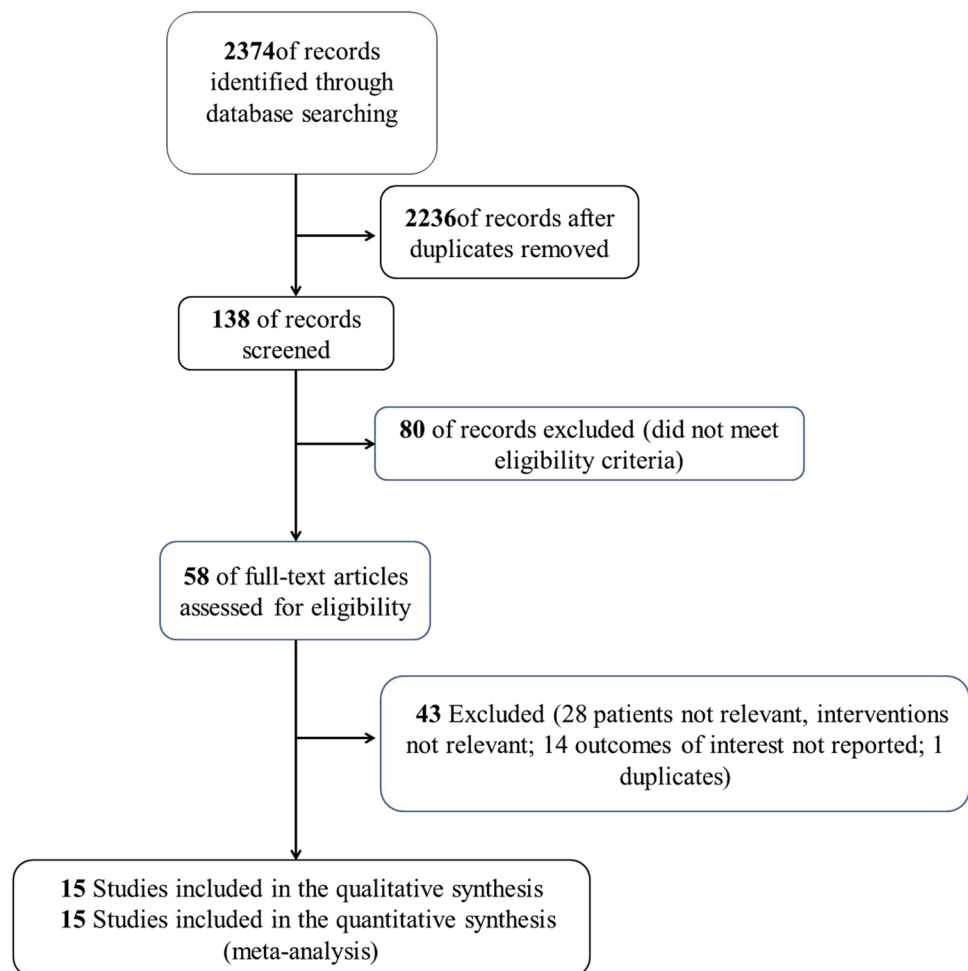 2374of records
identified through
database searching
2236of records after
duplicates removed
138 of records
screened
80 of records excluded (did not meet
eligibility criteria)
58 of full-text articles
assessed for eligibility
43 Excluded (28 patients not relevant, interventions
not relevant; 14 outcomes of interest not reported; 1
duplicates)
15 Studies included in the qualitative synthesis
15 Studies included in the quantitative synthesis
(meta-analysis)